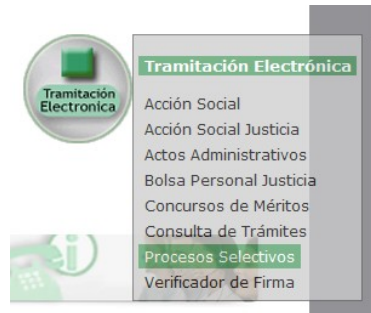 Tramitación
Electronica
Tramitación Electrónica
Acción Social
Acción Social Justicia
Actos Administrativos
Bolsa Personal Justicia
Concursos de Méritos
Consulta de Trámites
Procesos Selectivos
Verificador de Firma